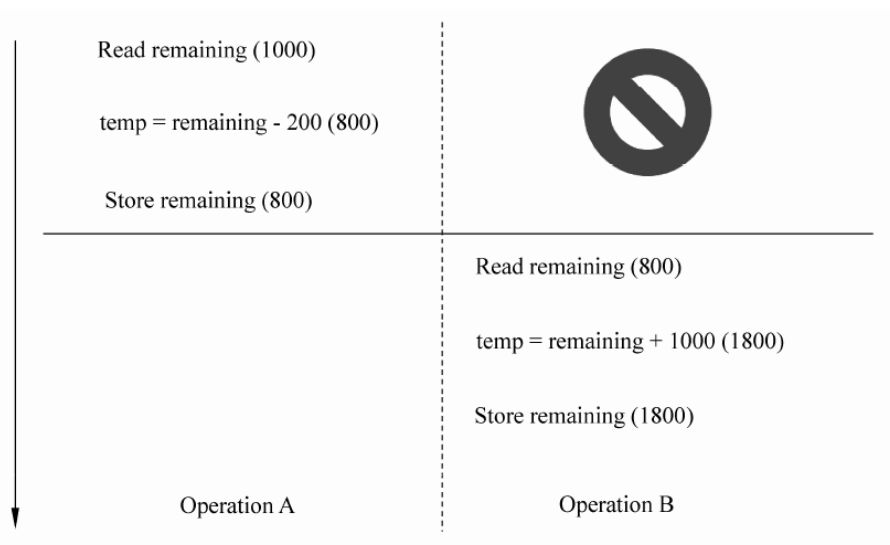 Read remaining (1000)
temp = remaining - 200 (800)
Store remaining (800)
Read remaining (800)
temp = remaining + 1000 (1800)
Store remaining (1800)
Operation A
Operation B